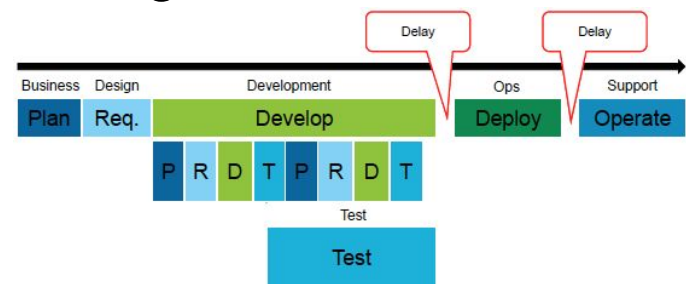 Delay Delay
Business Design Development Ops Support
Plan Req. Develop Deploy Operate
P R D T P R D T
Test
Test